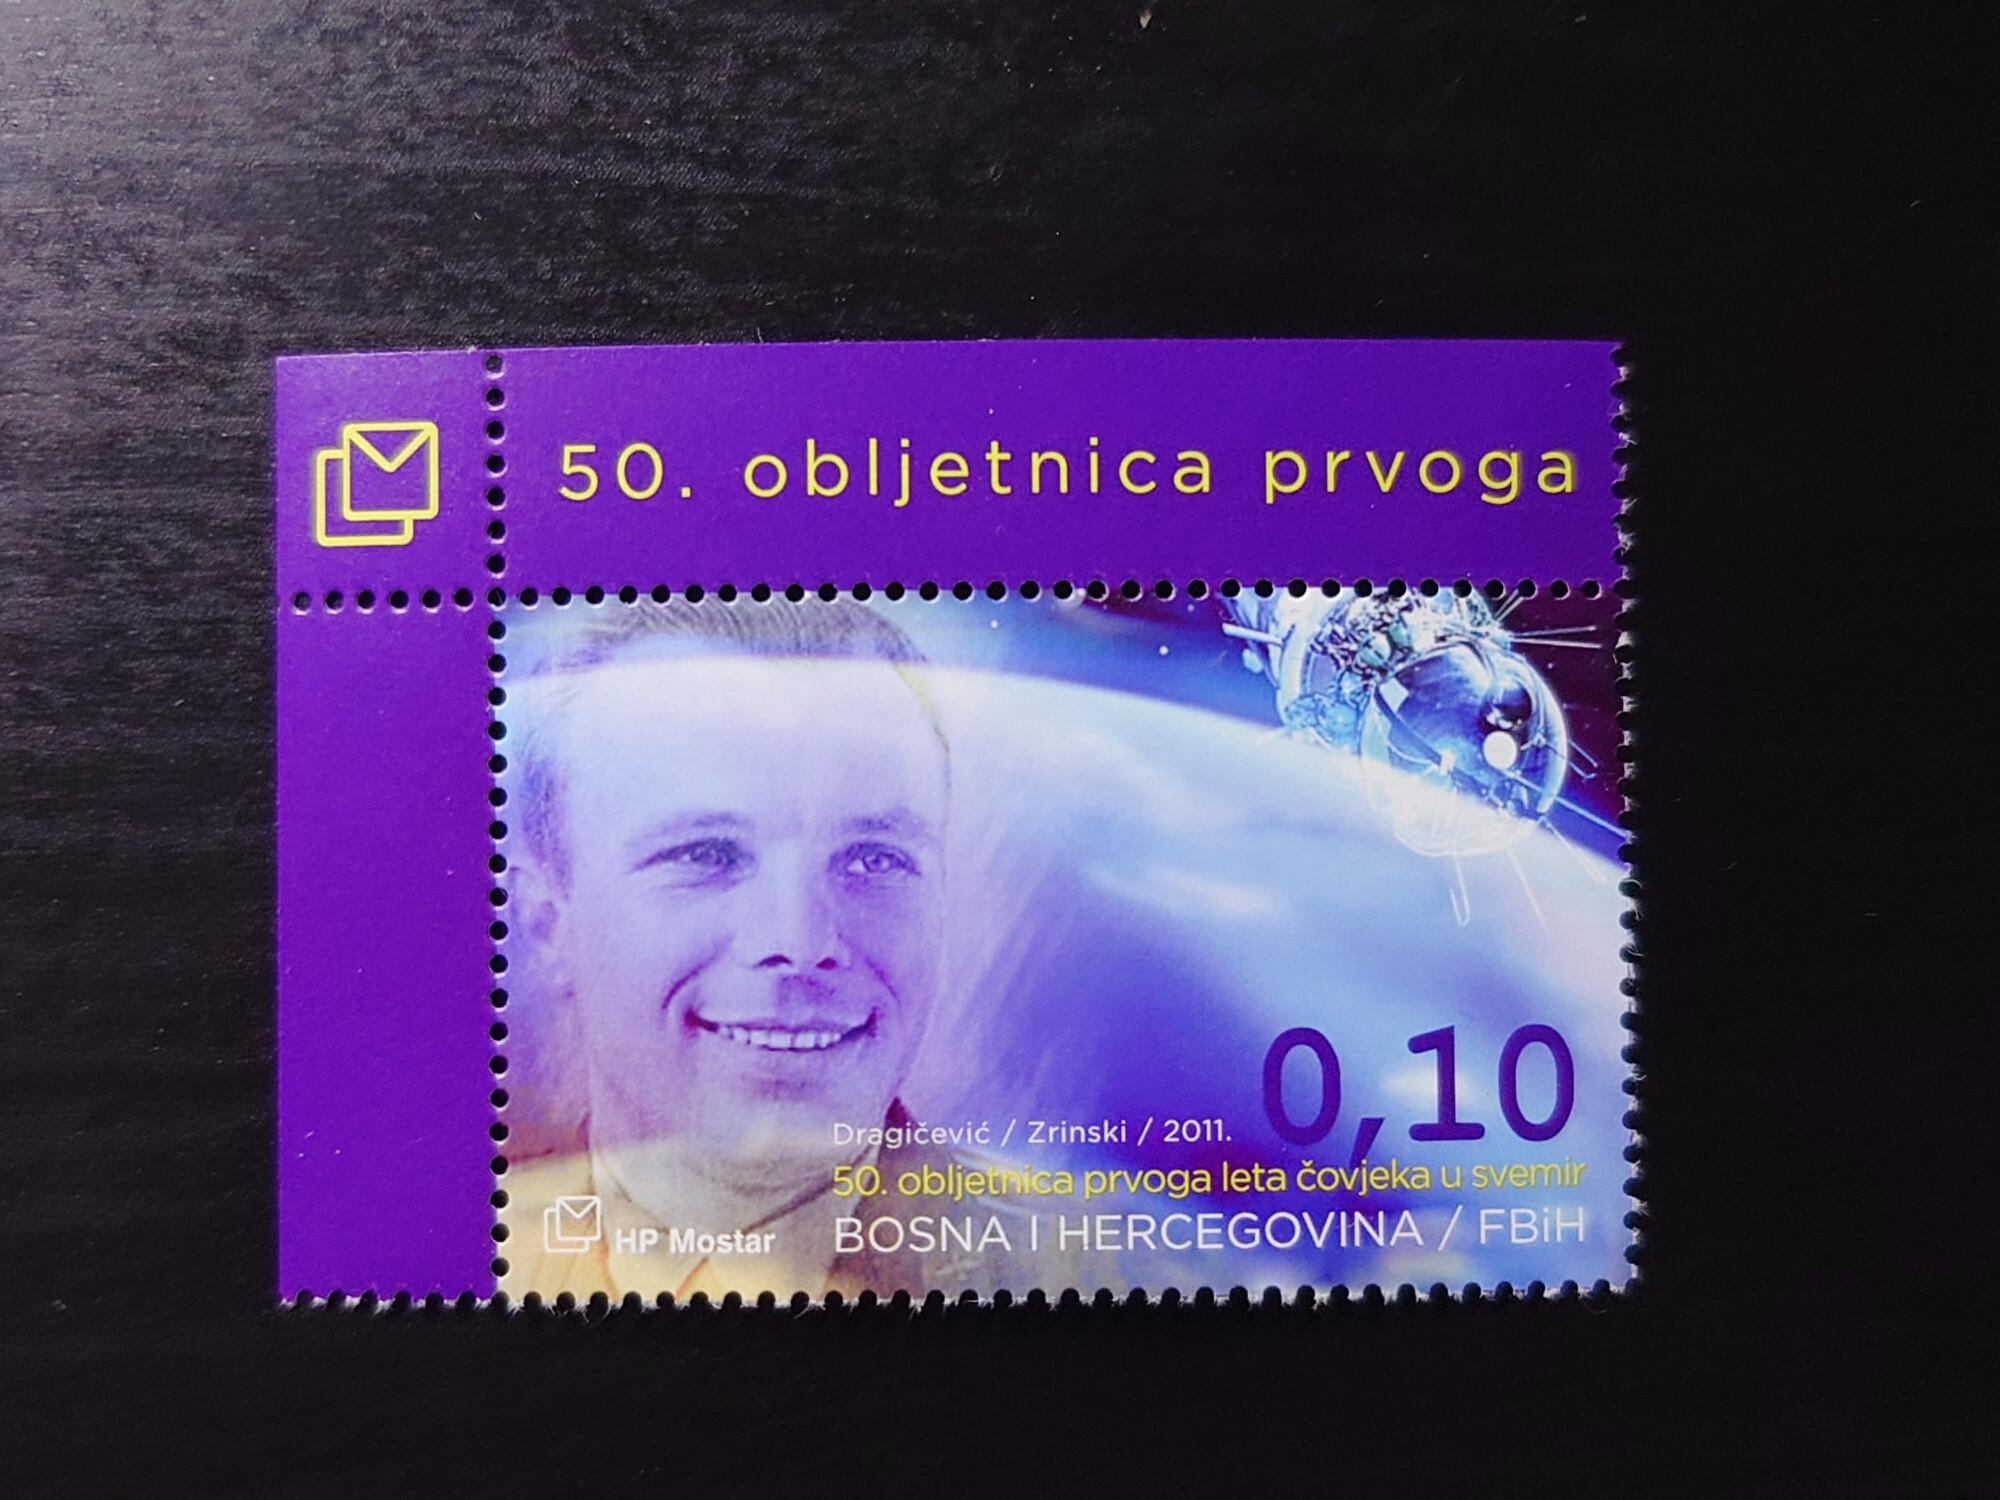 50. obljetnica prvoga
0,10
Dragičević / Zrinski / 2011.
50. obljetnica prvoga leta čovjeka u svemir
HP Mostar
BOSNA I HERCEGOVINA / FBiH